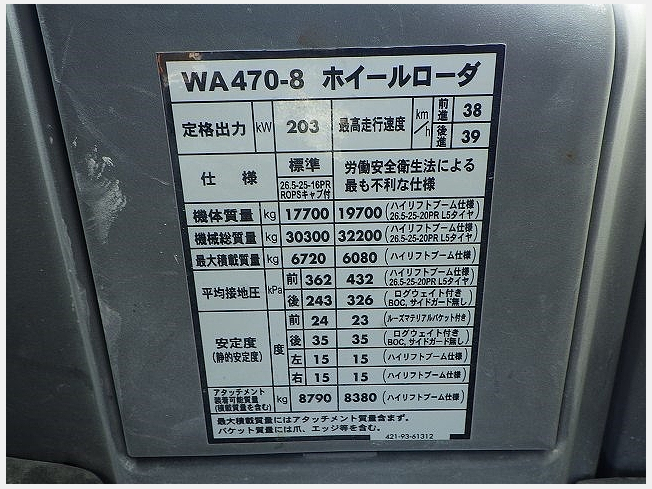 WA470-8 ホイールローダ
定格出力 kW 203 最高走行速度 km/h 前進 38
後進 39
仕様 標準 26.5-25-16PR ROPSキャブ付 労働安全衛生法による
最も不利な仕様
機体質量 kg 17700 19700 (ハイリフトブーム仕様 26.5-25-20PR L5タイヤ)
機械総質量 kg 30300 32200 (ハイリフトブーム仕様 26.5-25-20PR L5タイヤ)
最大積載質量 kg 6720 6080 (ハイリフトブーム仕様)
平均接地圧 kPa 前 362 432 (ハイリフトブーム仕様 26.5-25-20PR L5タイヤ)
後 243 326 (ログウェイト付き BOC, サイドガード無し)
安定度 (静的安定度) 度 前 24 23 (ルーズマテリアルバケット付き)
後 35 35 (ログウェイト付き BOC, サイドガード無し)
左 15 15 (ハイリフトブーム仕様)
右 15 15 (ハイリフトブーム仕様)
アタッチメント 装着可能質量 (積載質量を含む) kg 8790 8380 (ハイリフトブーム仕様)
最大積載質量にはアタッチメント質量含まず。
バケット質量には爪、エッジ等を含む。
421-93-61312